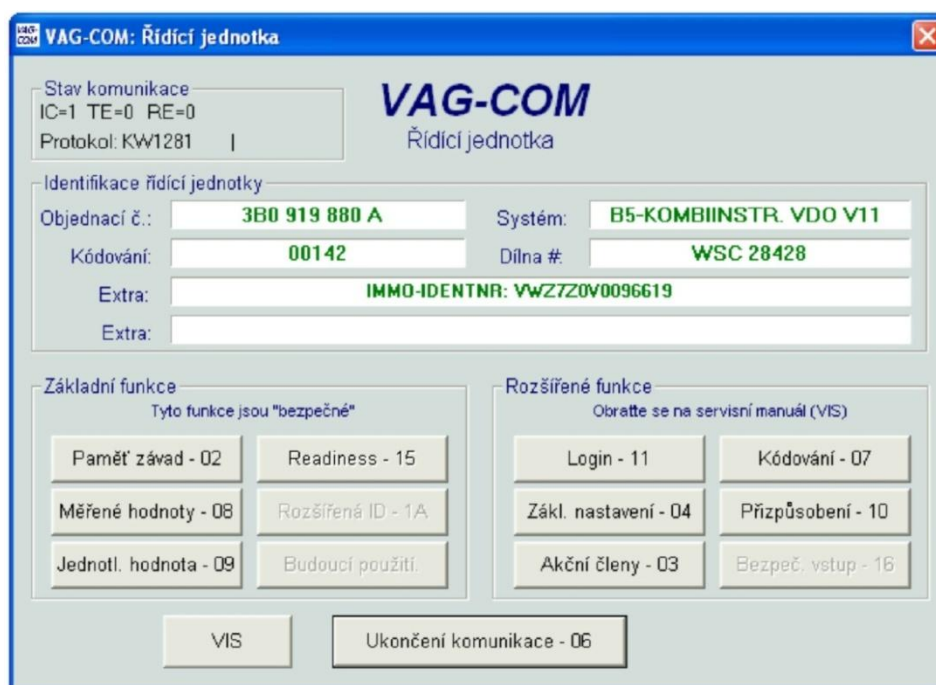 VAG-COM VAG-COM: Řídící jednotka
Stav komunikace
IC=1 TE=0 RE=0
Protokol: KW1281 |
VAG-COM
Řídící jednotka
Identifikace řídící jednotky
Objednací č.: 3B0 919 880 A Systém: B5-KOMBIINSTR. VDO V11
Kódování: 00142 Dílna #: WSC 28428
Extra: IMMO-IDENTNR: VWZ7Z0V0096619
Extra:
Základní funkce
Tyto funkce jsou "bezpečné"
Paměť závad - 02 Readiness - 15
Měřené hodnoty - 08 Rozšířená ID - 1A
Jednotl. hodnota - 09 Budoucí použití.
Rozšířené funkce
Obraťte se na servisní manuál (VIS)
Login - 11 Kódování - 07
Zákl. nastavení - 04 Přizpůsobení - 10
Akční členy - 03 Bezpeč. vstup - 16
VIS Ukončení komunikace - 06